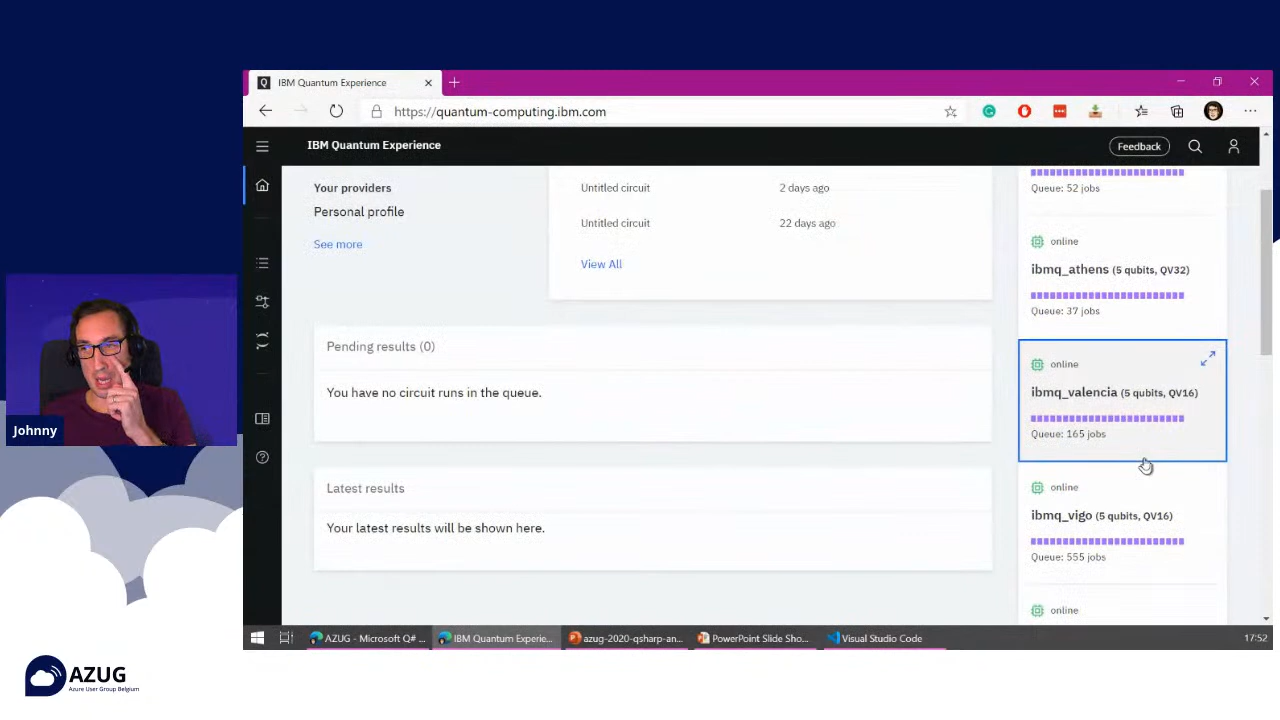 IBM Quantum Experience
https://quantum-computing.ibm.com
IBM Quantum Experience
Feedback
Your providers
Personal profile
See more
Untitled circuit 2 days ago
Untitled circuit 22 days ago
View All
Pending results (0)
You have no circuit runs in the queue.
Latest results
Your latest results will be shown here.
Queue: 52 jobs
online
ibmq_athens (5 qubits, QV32)
Queue: 37 jobs
online
ibmq_valencia (5 qubits, QV16)
Queue: 165 jobs
online
ibmq_vigo (5 qubits, QV16)
Queue: 555 jobs
online
Johnny
AZUG - Microsoft Q# ... IBM Quantum Experie... azug-2020-qsharp-an... PowerPoint Slide Sho... Visual Studio Code 17:52
AZUG
Azure User Group Belgium